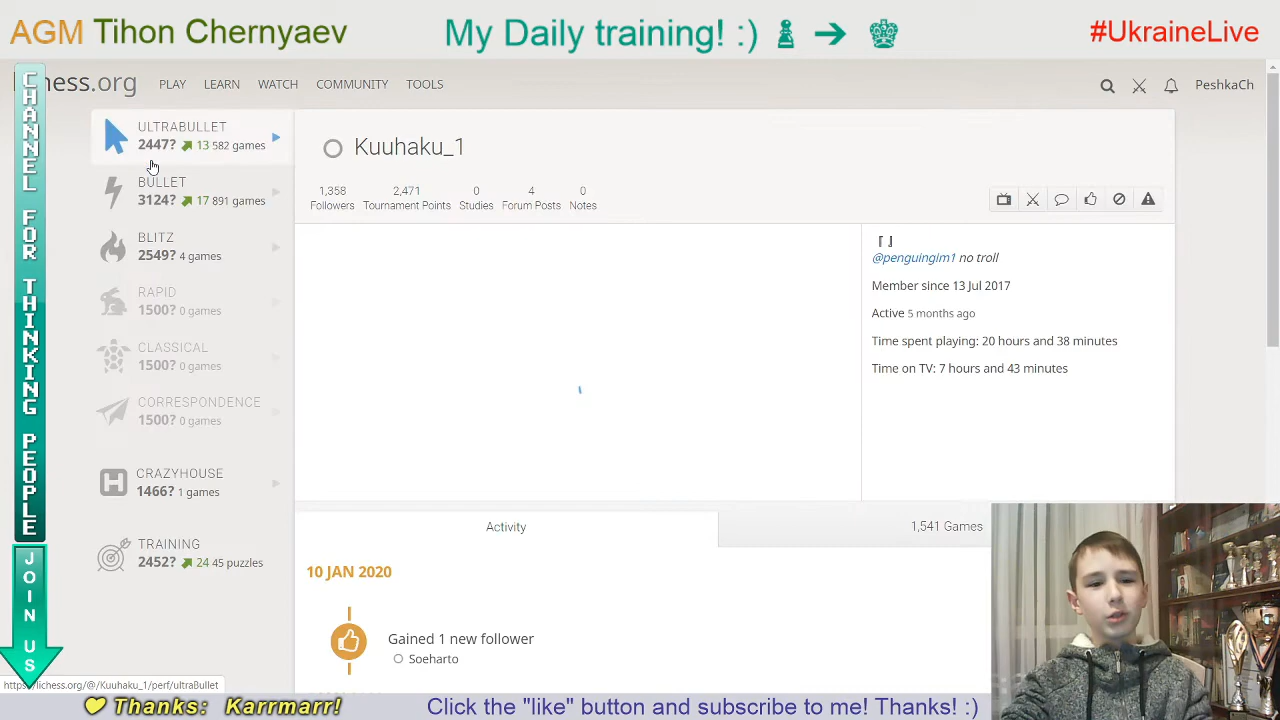 AGM Tihon Chernyaev
My Daily training! :)
#UkraineLive
hess.org
PLAY
LEARN
WATCH
COMMUNITY
TOOLS
PeshkaCh
CHANNEL FOR THINKING PEOPLE
JOIN US
ULTRABULLET
2447? 13 582 games
BULLET
3124? 17 891 games
BLITZ
2549? 4 games
RAPID
1500? 0 games
CLASSICAL
1500? 0 games
CORRESPONDENCE
1500? 0 games
CRAZYHOUSE
1466? 1 games
TRAINING
2452? 24 45 puzzles
Kuuhaku_1
1,358 Followers
2,471 Tournament Points
0 Studies
4 Forum Posts
0 Notes
『 』
@penguingim1 no troll
Member since 13 Jul 2017
Active 5 months ago
Time spent playing: 20 hours and 38 minutes
Time on TV: 7 hours and 43 minutes
Activity
1,541 Games
10 JAN 2020
Gained 1 new follower
Soeharto
https://lichess.org/@/Kuuhaku_1/perf/ultraBullet
Thanks: Karrmarr!
Click the "like" button and subscribe to me! Thanks! :)